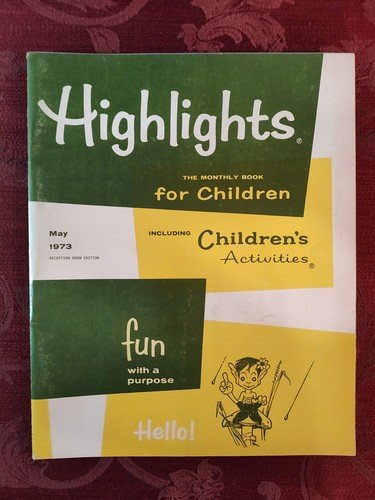 Highlights®
THE MONTHLY BOOK
for Children
May
1973
RECEPTION ROOM EDITION
INCLUDING Children's
Activities®
fun
with a
purpose
Hello!